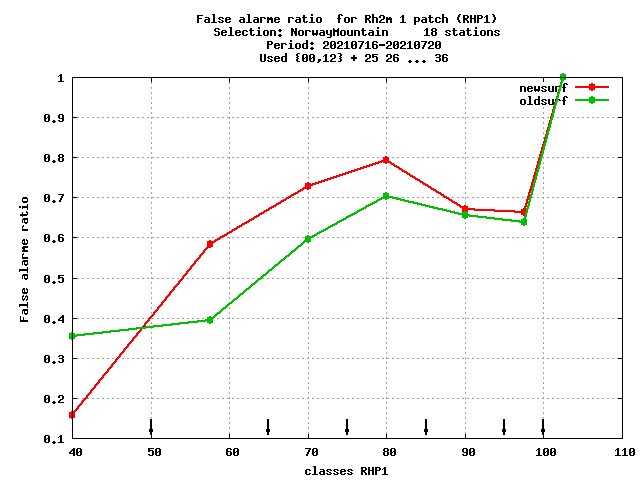 False alarme ratio for Rh2m 1 patch (RHP1)
Selection: NorwayMountain 18 stations
Period: 20210716-20210720
Used {00,12} + 25 26 ... 36
newsurf
oldsurf
False alarme ratio
1
0.9
0.8
0.7
0.6
0.5
0.4
0.3
0.2
0.1
40 50 60 70 80 90 100 110
classes RHP1